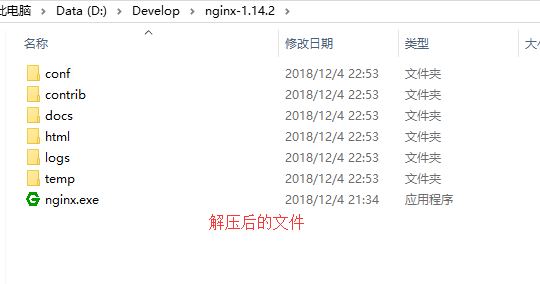 此电脑 Data (D:) Develop nginx-1.14.2
名称 修改日期 类型
conf 2018/12/4 22:53 文件夹
contrib 2018/12/4 22:53 文件夹
docs 2018/12/4 22:53 文件夹
html 2018/12/4 22:53 文件夹
logs 2018/12/4 22:53 文件夹
temp 2018/12/4 22:53 文件夹
nginx.exe 2018/12/4 21:34 应用程序
解压后的文件